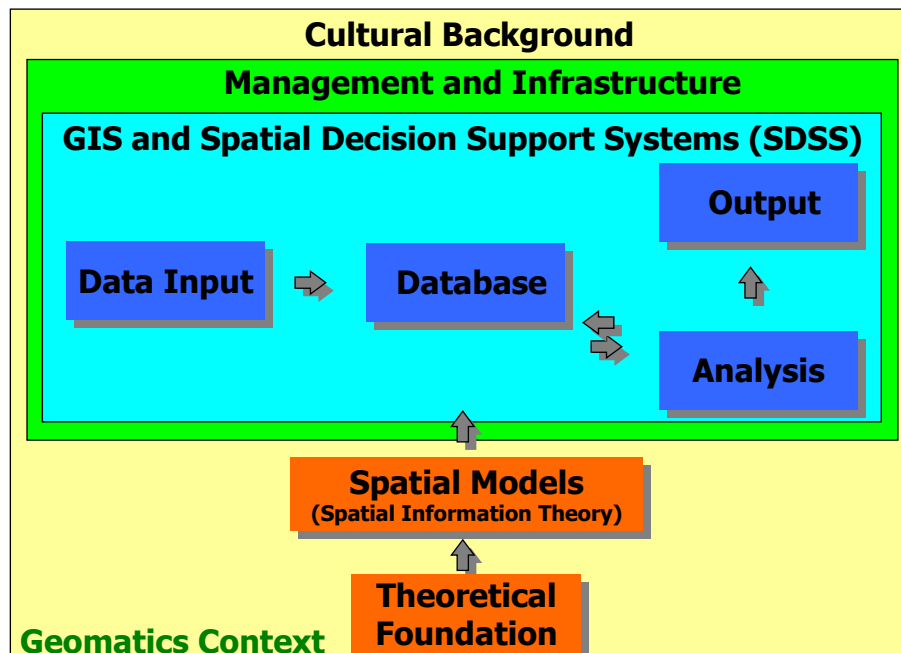 Cultural Background
Management and Infrastructure
GIS and Spatial Decision Support Systems (SDSS)
Output
Data Input
Database
Analysis
Spatial Models
(Spatial Information Theory)
Theoretical
Foundation
Geomatics Context